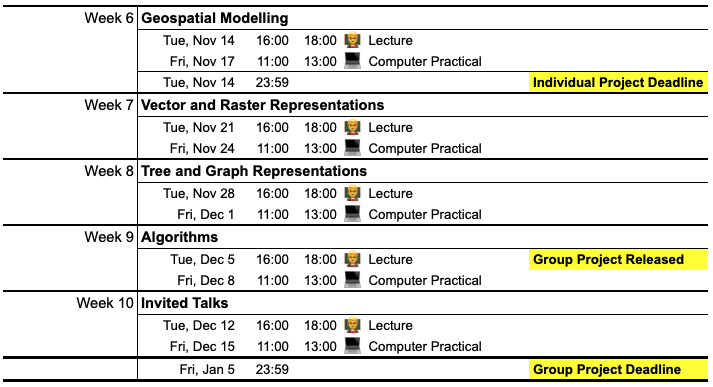 Week 6 Geospatial Modelling
Tue, Nov 14 16:00 18:00 Lecture
Fri, Nov 17 11:00 13:00 Computer Practical
Tue, Nov 14 23:59 Individual Project Deadline
Week 7 Vector and Raster Representations
Tue, Nov 21 16:00 18:00 Lecture
Fri, Nov 24 11:00 13:00 Computer Practical
Week 8 Tree and Graph Representations
Tue, Nov 28 16:00 18:00 Lecture
Fri, Dec 1 11:00 13:00 Computer Practical
Week 9 Algorithms
Tue, Dec 5 16:00 18:00 Lecture Group Project Released
Fri, Dec 8 11:00 13:00 Computer Practical
Week 10 Invited Talks
Tue, Dec 12 16:00 18:00 Lecture
Fri, Dec 15 11:00 13:00 Computer Practical
Fri, Jan 5 23:59 Group Project Deadline